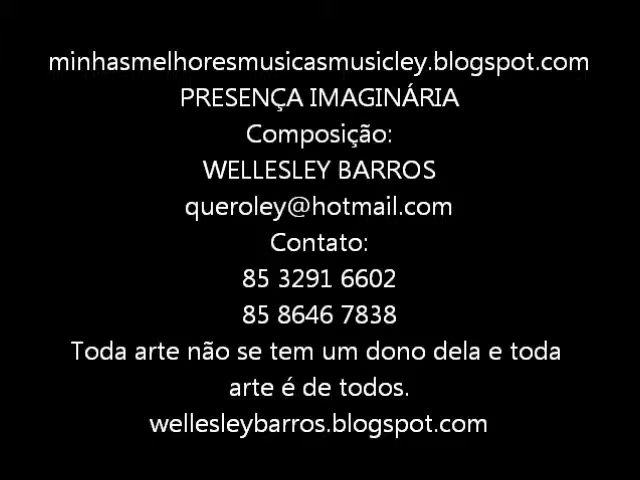 minhasmelhoresmusicasmusicley.blogspot.com
PRESENÇA IMAGINÁRIA
Composição:
WELLESLEY BARROS
queroley@hotmail.com
Contato:
85 3291 6602
85 8646 7838
Toda arte não se tem um dono dela e toda
arte é de todos.
wellesleybarros.blogspot.com